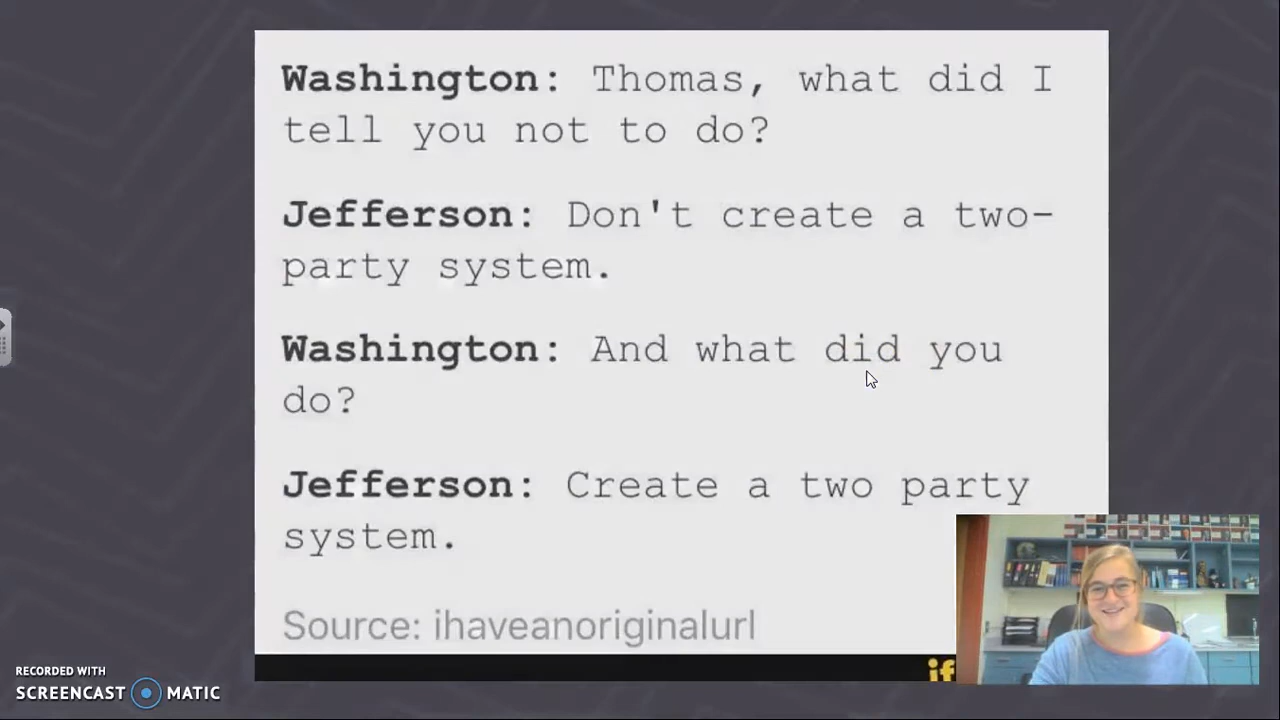 Washington: Thomas, what did I
tell you not to do?
Jefferson: Don't create a two-
party system.
Washington: And what did you
do?
Jefferson: Create a two party
system.
Source: ihaveanoriginalurl
if
RECORDED WITH
SCREENCAST MATIC